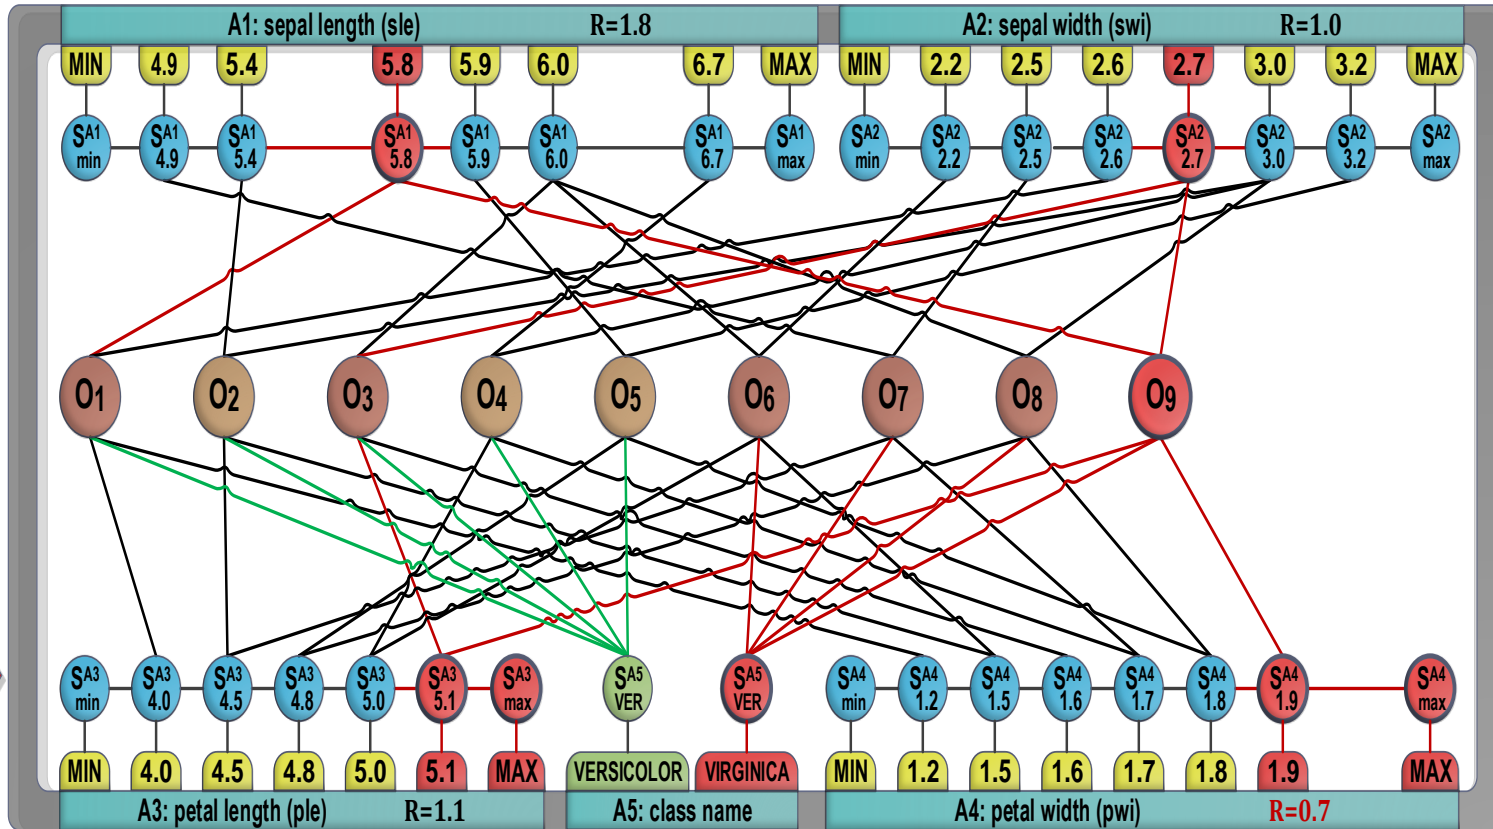 A1: sepal length (sle) R=1.8 A2: sepal width (swi) R=1.0
MIN 4.9 5.4 5.8 5.9 6.0 6.7 MAX MIN 2.2 2.5 2.6 2.7 3.0 3.2 MAX
SA1 SA1 SA1 SA1 SA1 SA1 SA1 SA1 SA2 SA2 SA2 SA2 SA2 SA2 SA2 SA2
min 4.9 5.4 5.8 5.9 6.0 6.7 max min 2.2 2.5 2.6 2.7 3.0 3.2 max
O1 O2 O3 O4 O5 O6 O7 O8 O9
SA3 SA3 SA3 SA3 SA3 SA3 SA3 SA5 SA5 SA4 SA4 SA4 SA4 SA4 SA4 SA4 SA4
min 4.0 4.5 4.8 5.0 5.1 max VER VER min 1.2 1.5 1.6 1.7 1.8 1.9 max
MIN 4.0 4.5 4.8 5.0 5.1 MAX VERSICOLOR VIRGINICA MIN 1.2 1.5 1.6 1.7 1.8 1.9 MAX
A3: petal length (ple) R=1.1 A5: class name A4: petal width (pwi) R=0.7